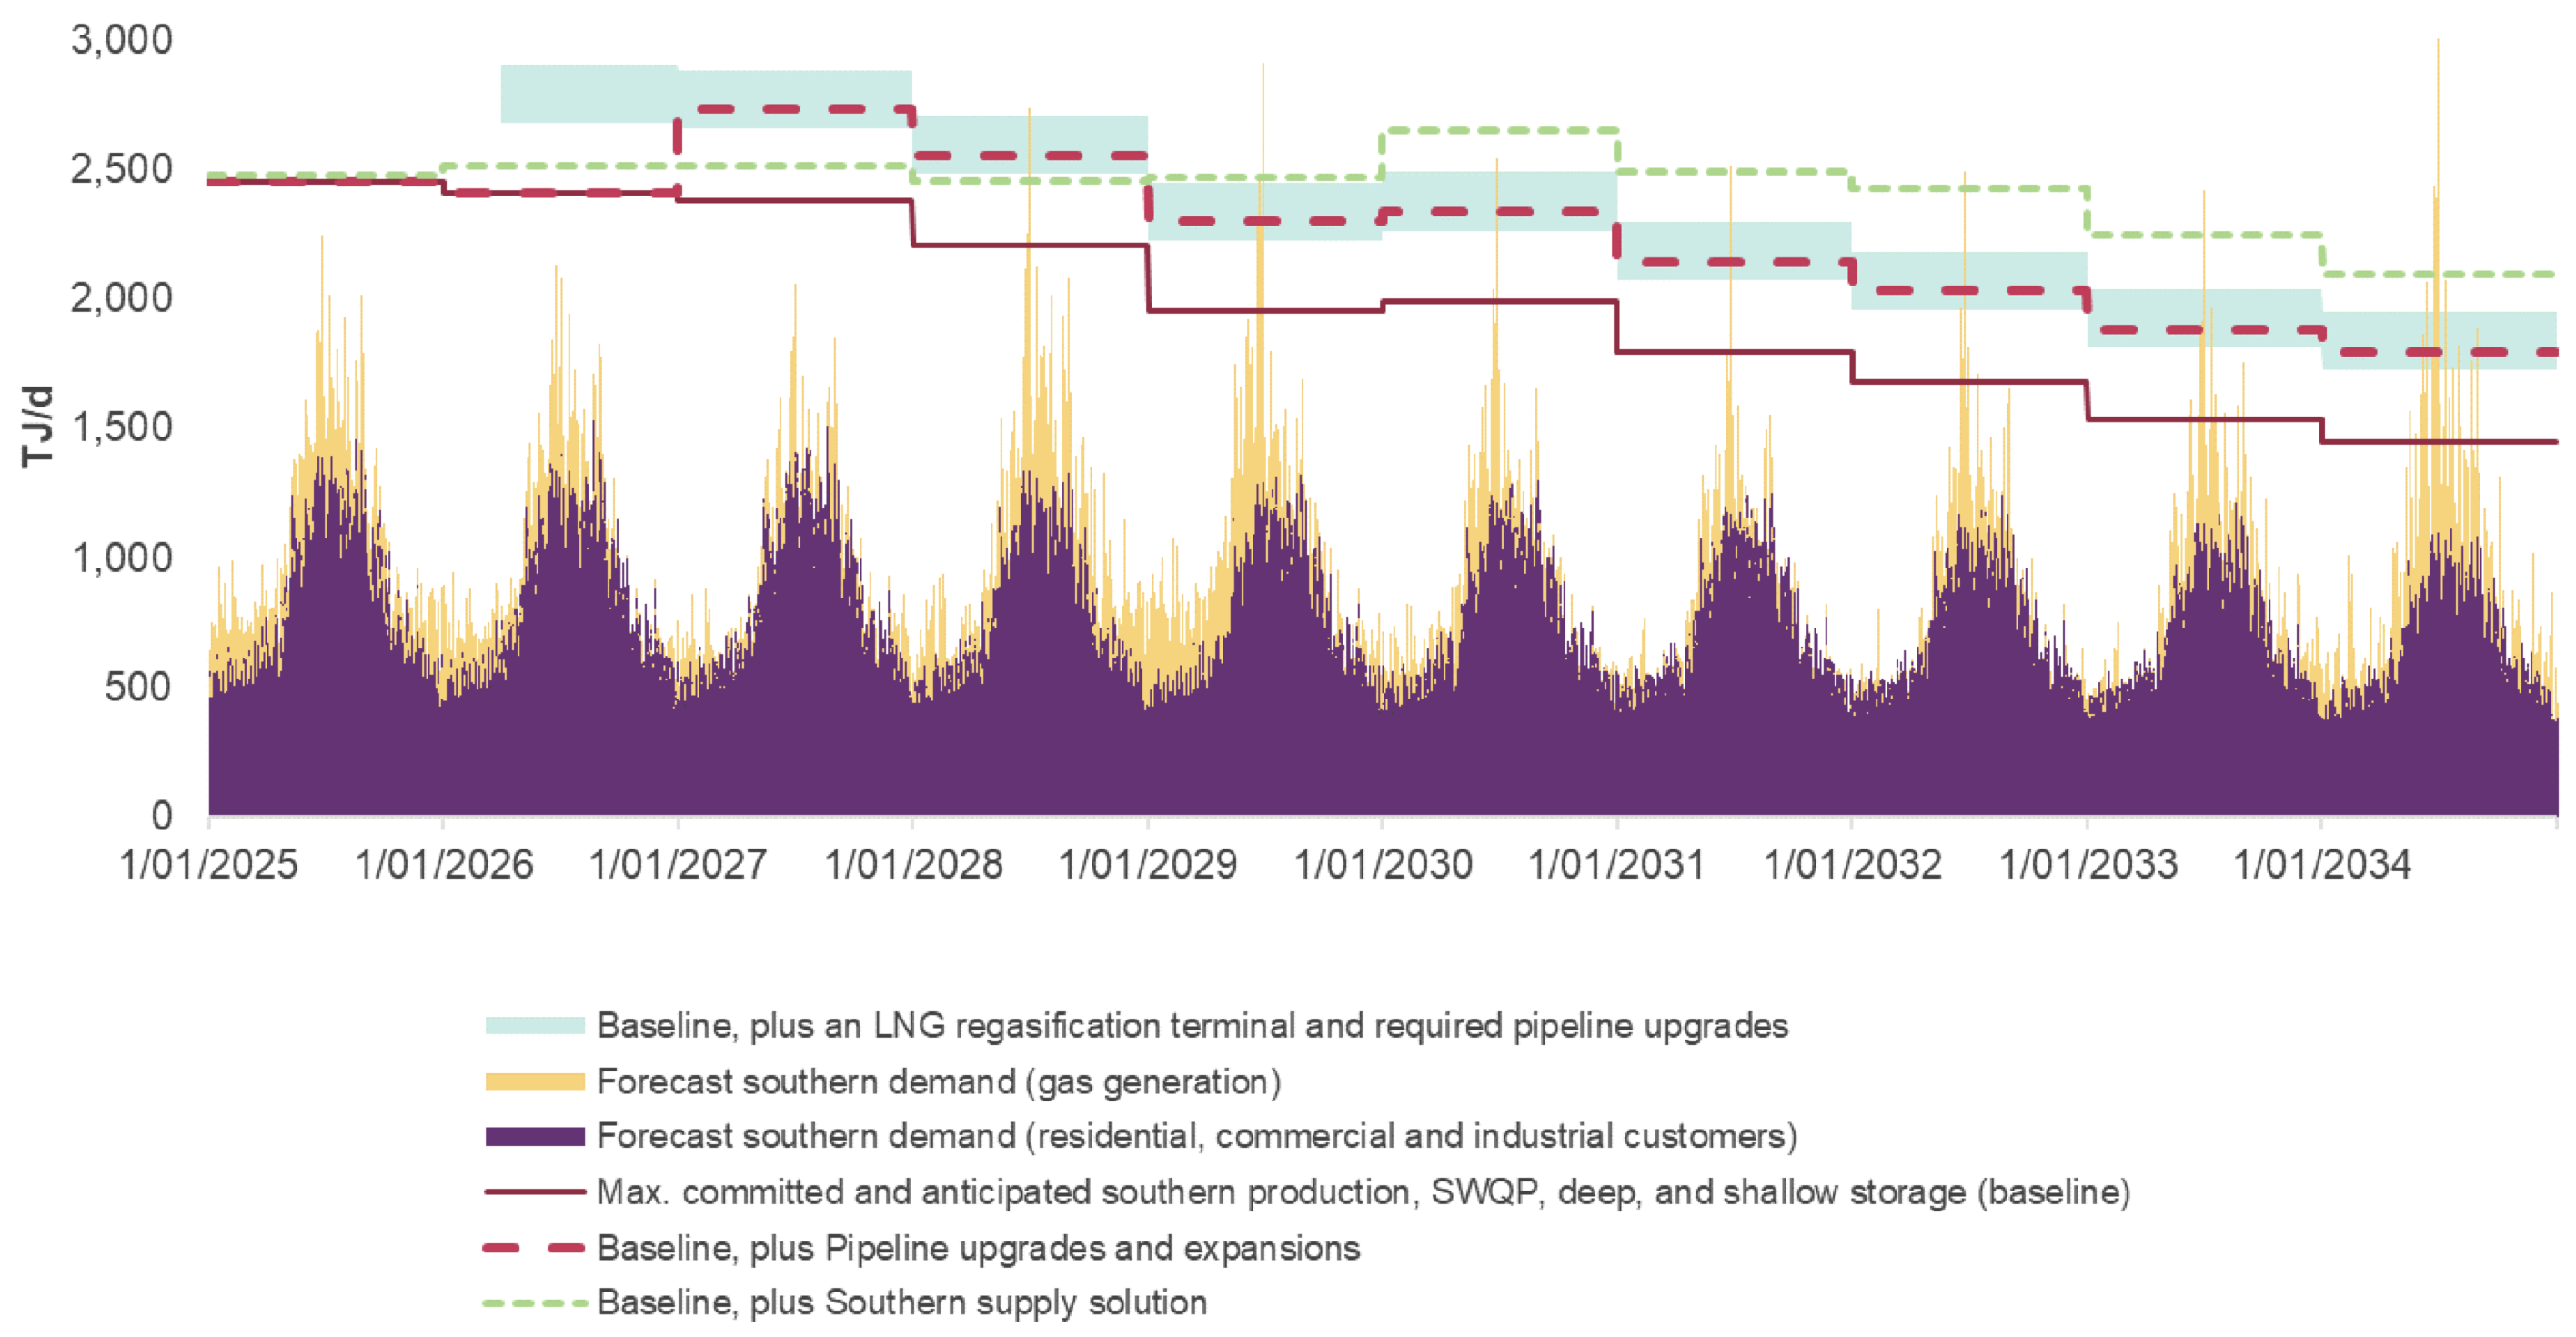 3,000
2,500
2,000
1,500
1,000
500
0
TJ/d
1/01/2025 1/01/2026 1/01/2027 1/01/2028 1/01/2029 1/01/2030 1/01/2031 1/01/2032 1/01/2033 1/01/2034
Baseline, plus an LNG regasification terminal and required pipeline upgrades
Forecast southern demand (gas generation)
Forecast southern demand (residential, commercial and industrial customers)
Max. committed and anticipated southern production, SWQP, deep, and shallow storage (baseline)
Baseline, plus Pipeline upgrades and expansions
Baseline, plus Southern supply solution